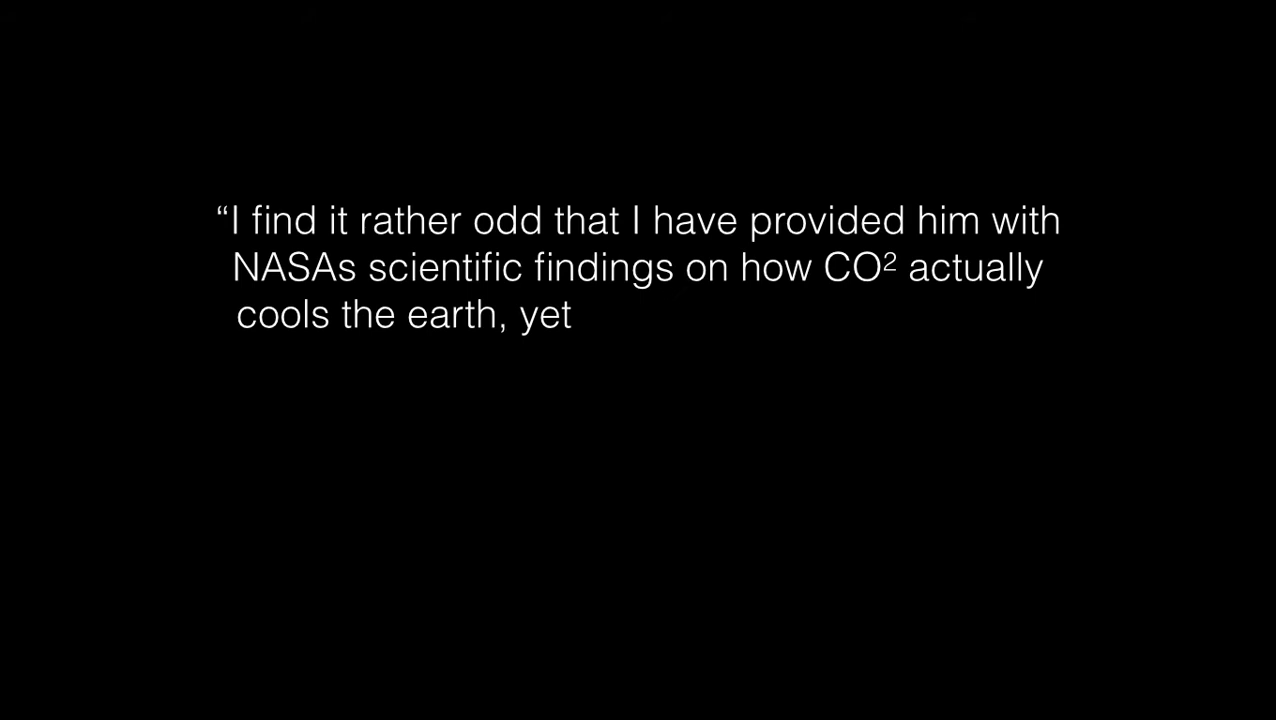 “I find it rather odd that I have provided him with
NASAs scientific findings on how CO² actually
cools the earth, yet